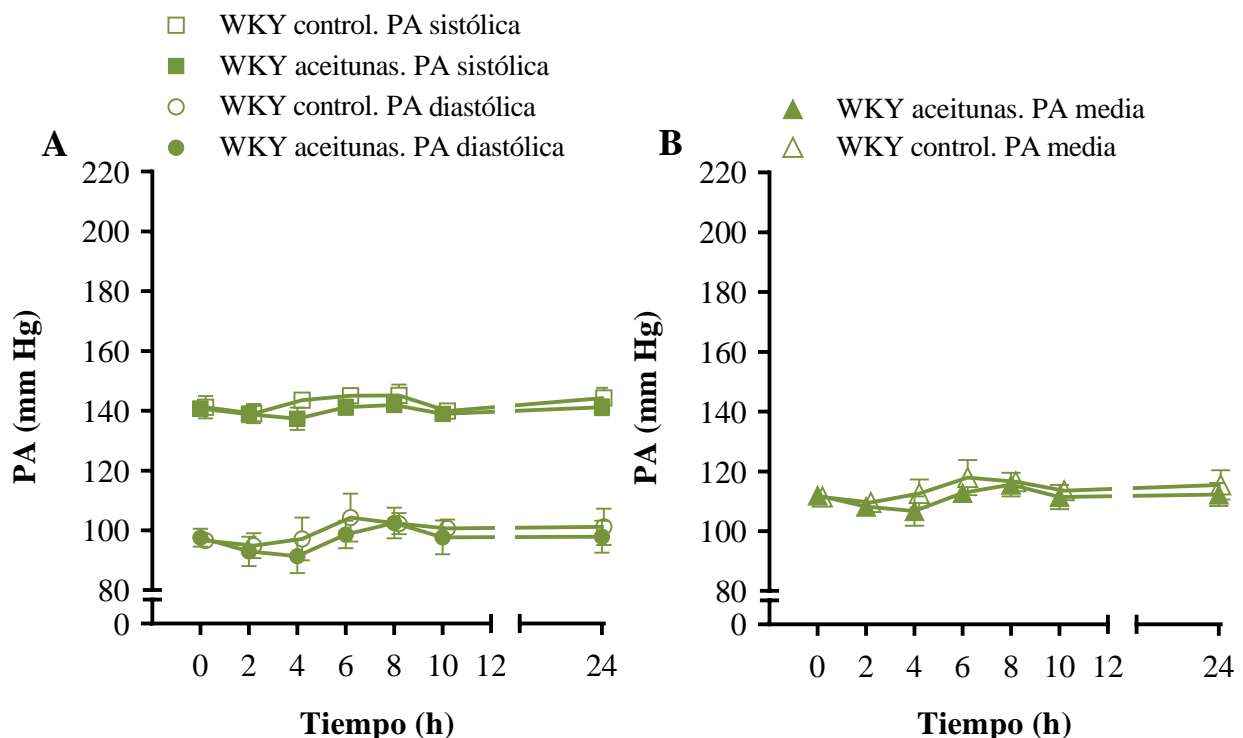 WKY control. PA sistólica
WKY aceitunas. PA sistólica
WKY control. PA diastólica
WKY aceitunas. PA diastólica
A
220
200
180
160
140
120
100
80
0
PA (mm Hg)
0 2 4 6 8 10 12 24
Tiempo (h)
WKY aceitunas. PA media
WKY control. PA media
B
220
200
180
160
140
120
100
80
0
PA (mm Hg)
0 2 4 6 8 10 12 24
Tiempo (h)